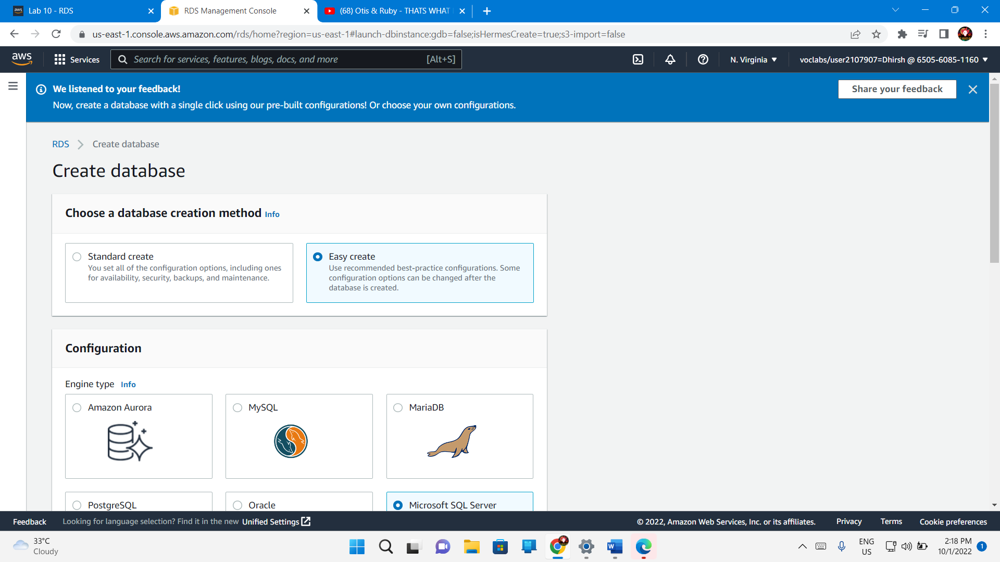 aws Lab 10 - RDS
RDS Management Console
(68) Otis & Ruby - THATS WHAT
us-east-1.console.aws.amazon.com/rds/home?region=us-east-1#launch-dbinstance:gdb=false;isHermesCreate=true;s3-import=false
aws
Services
Search for services, features, blogs, docs, and more
[Alt+S]
N. Virginia
voclabs/user2107907=Dhirsh @ 6505-6085-1160
We listened to your feedback!
Now, create a database with a single click using our pre-built configurations! Or choose your own configurations.
Share your feedback
RDS
Create database
Create database
Choose a database creation method Info
Standard create
You set all of the configuration options, including ones
for availability, security, backups, and maintenance.
Easy create
Use recommended best-practice configurations. Some
configuration options can be changed after the
database is created.
Configuration
Engine type Info
Amazon Aurora
MySQL
MariaDB
PostgreSQL
Oracle
Microsoft SQL Server
Feedback
Looking for language selection? Find it in the new Unified Settings
© 2022, Amazon Web Services, Inc. or its affiliates.
Privacy
Terms
Cookie preferences
33°C
Cloudy
W
ENG
US
2:18 PM
10/1/2022
1